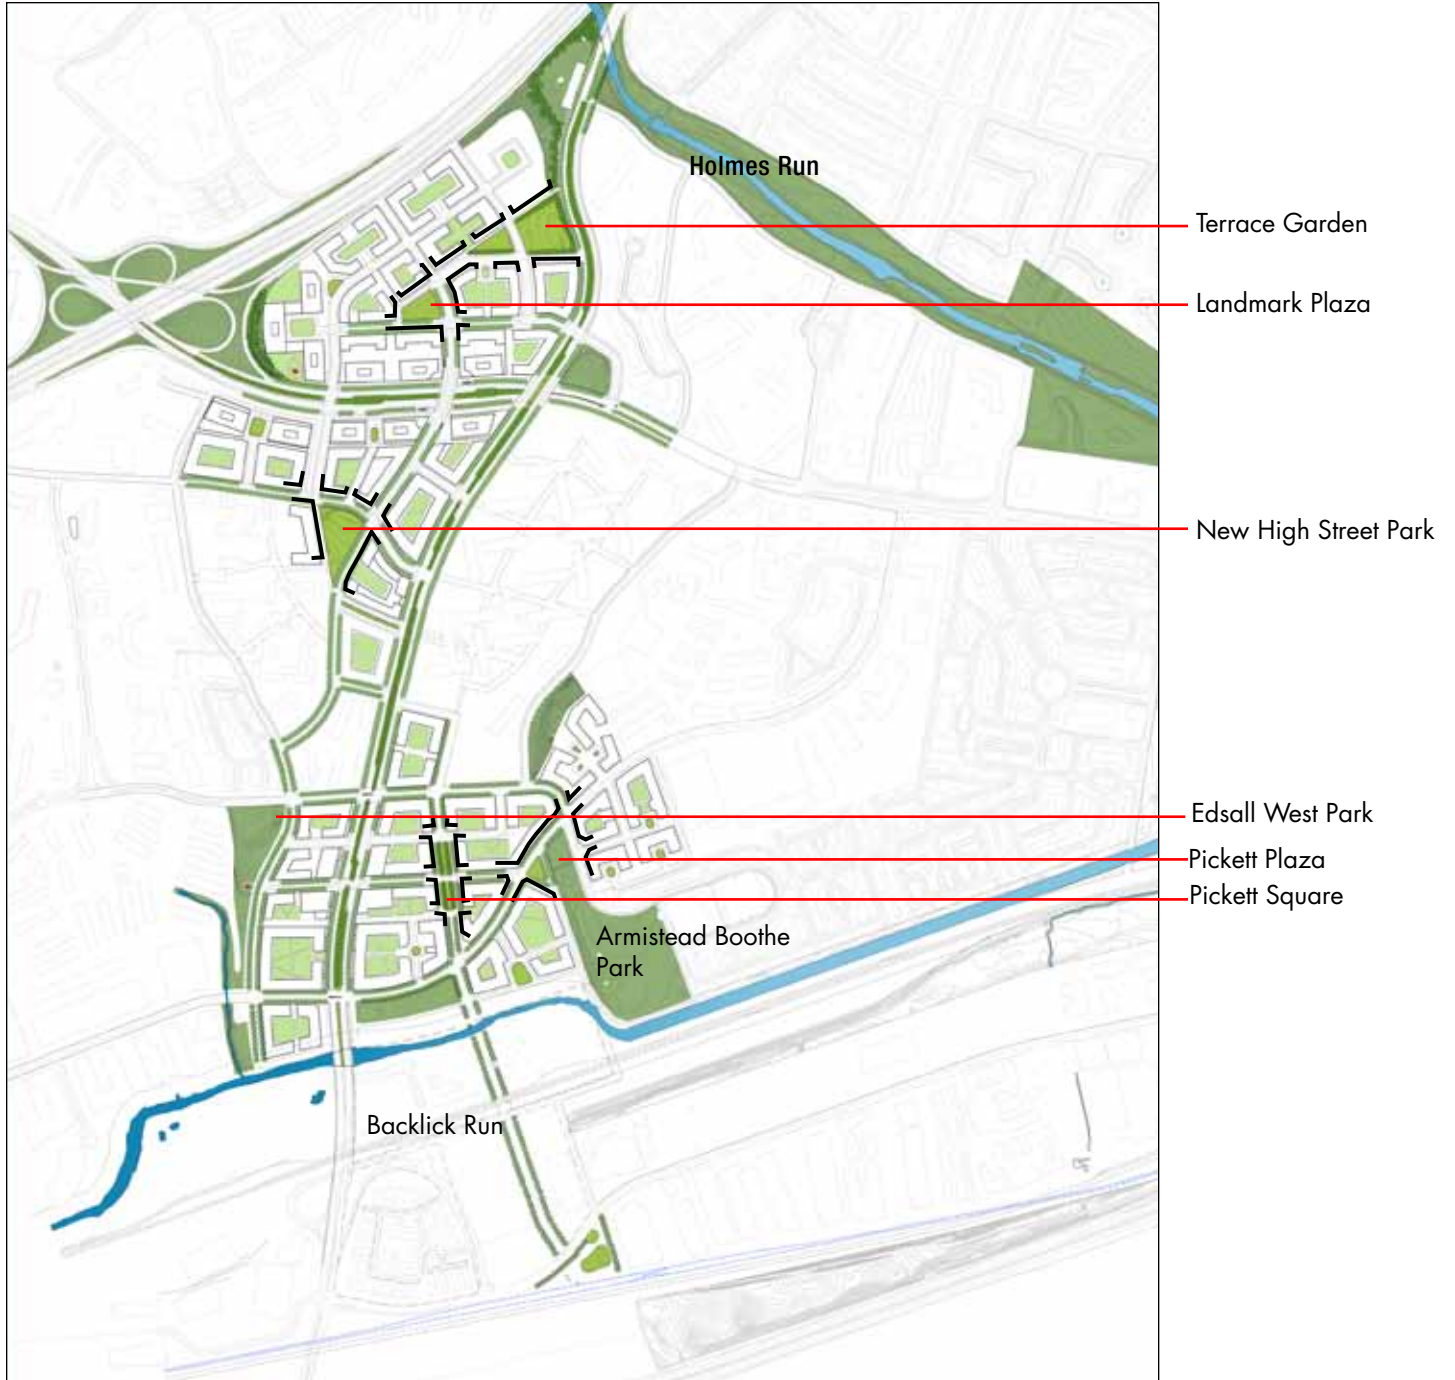 Holmes Run
Terrace Garden
Landmark Plaza
New High Street Park
Edsall West Park
Pickett Plaza
Pickett Square
Armistead Boothe
Park
Backlick Run